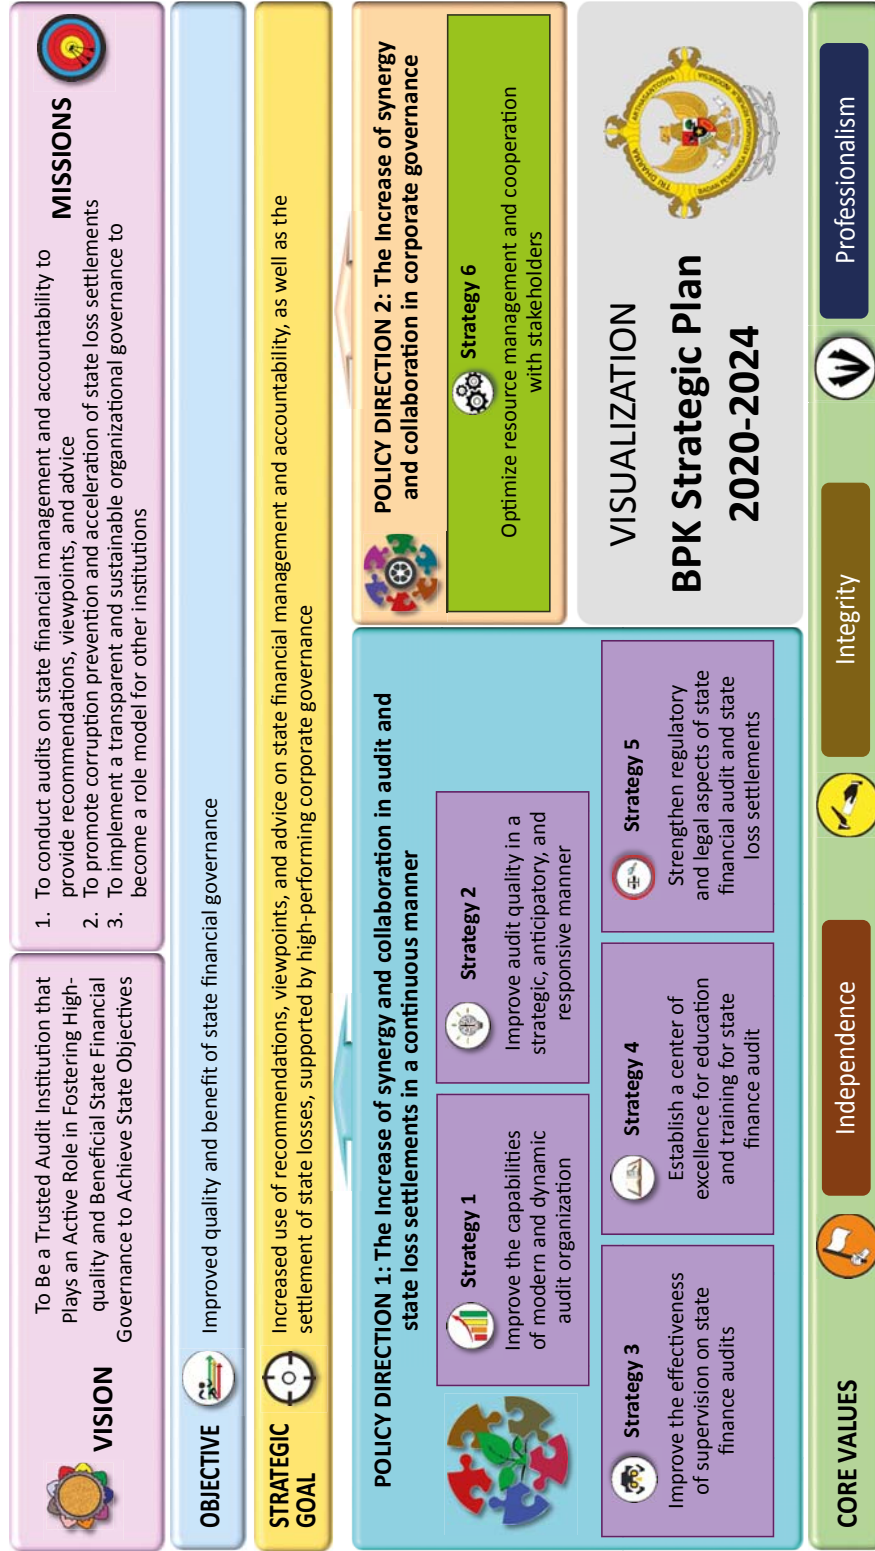 VISION
To Be a Trusted Audit Institution that
Plays an Active Role in Fostering High-
quality and Beneficial State Financial
Governance to Achieve State Objectives
MISSIONS
1. To conduct audits on state financial management and accountability to
provide recommendations, viewpoints, and advice
2. To promote corruption prevention and acceleration of state loss settlements
3. To implement a transparent and sustainable organizational governance to
become a role model for other institutions
OBJECTIVE
Improved quality and benefit of state financial governance
STRATEGIC
GOAL
Increased use of recommendations, viewpoints, and advice on state financial management and accountability, as well as the
settlement of state losses, supported by high-performing corporate governance
POLICY DIRECTION 1: The Increase of synergy and collaboration in audit and
state loss settlements in a continuous manner
Strategy 1
Improve the capabilities
of modern and dynamic
audit organization
Strategy 2
Improve audit quality in a
strategic, anticipatory, and
responsive manner
Strategy 3
Improve the effectiveness
of supervision on state
finance audits
Strategy 4
Establish a center of
excellence for education
and training for state
finance audit
Strategy 5
Strengthen regulatory
and legal aspects of state
financial audit and state
loss settlements
POLICY DIRECTION 2: The Increase of synergy
and collaboration in corporate governance
Strategy 6
Optimize resource management and cooperation
with stakeholders
VISUALIZATION
BPK Strategic Plan
2020-2024
TRI DHARMA ARTHASANTOSHA
BADAN PEMERIKSA KEUANGAN REPUBLIK INDONESIA
CORE VALUES
Independence
Integrity
Professionalism